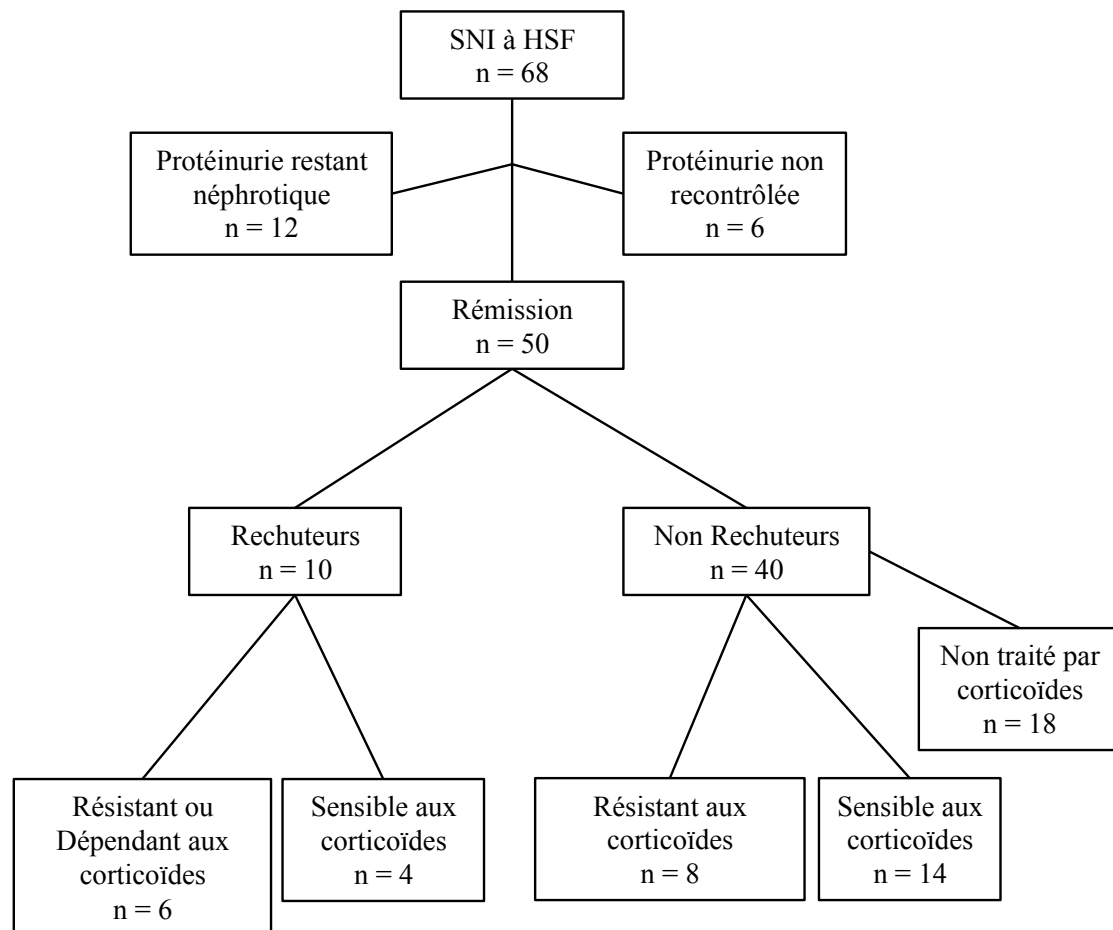 SNI à HSF
n = 68
Protéinurie restant
néphrotique
n = 12
Protéinurie non
recontrôlée
n = 6
Rémission
n = 50
Rechuteurs
n = 10
Non Rechuteurs
n = 40
Non traité par
corticoïdes
n = 18
Résistant ou
Dépendant aux
corticoïdes
n = 6
Sensible aux
corticoïdes
n = 4
Résistant aux
corticoïdes
n = 8
Sensible aux
corticoïdes
n = 14